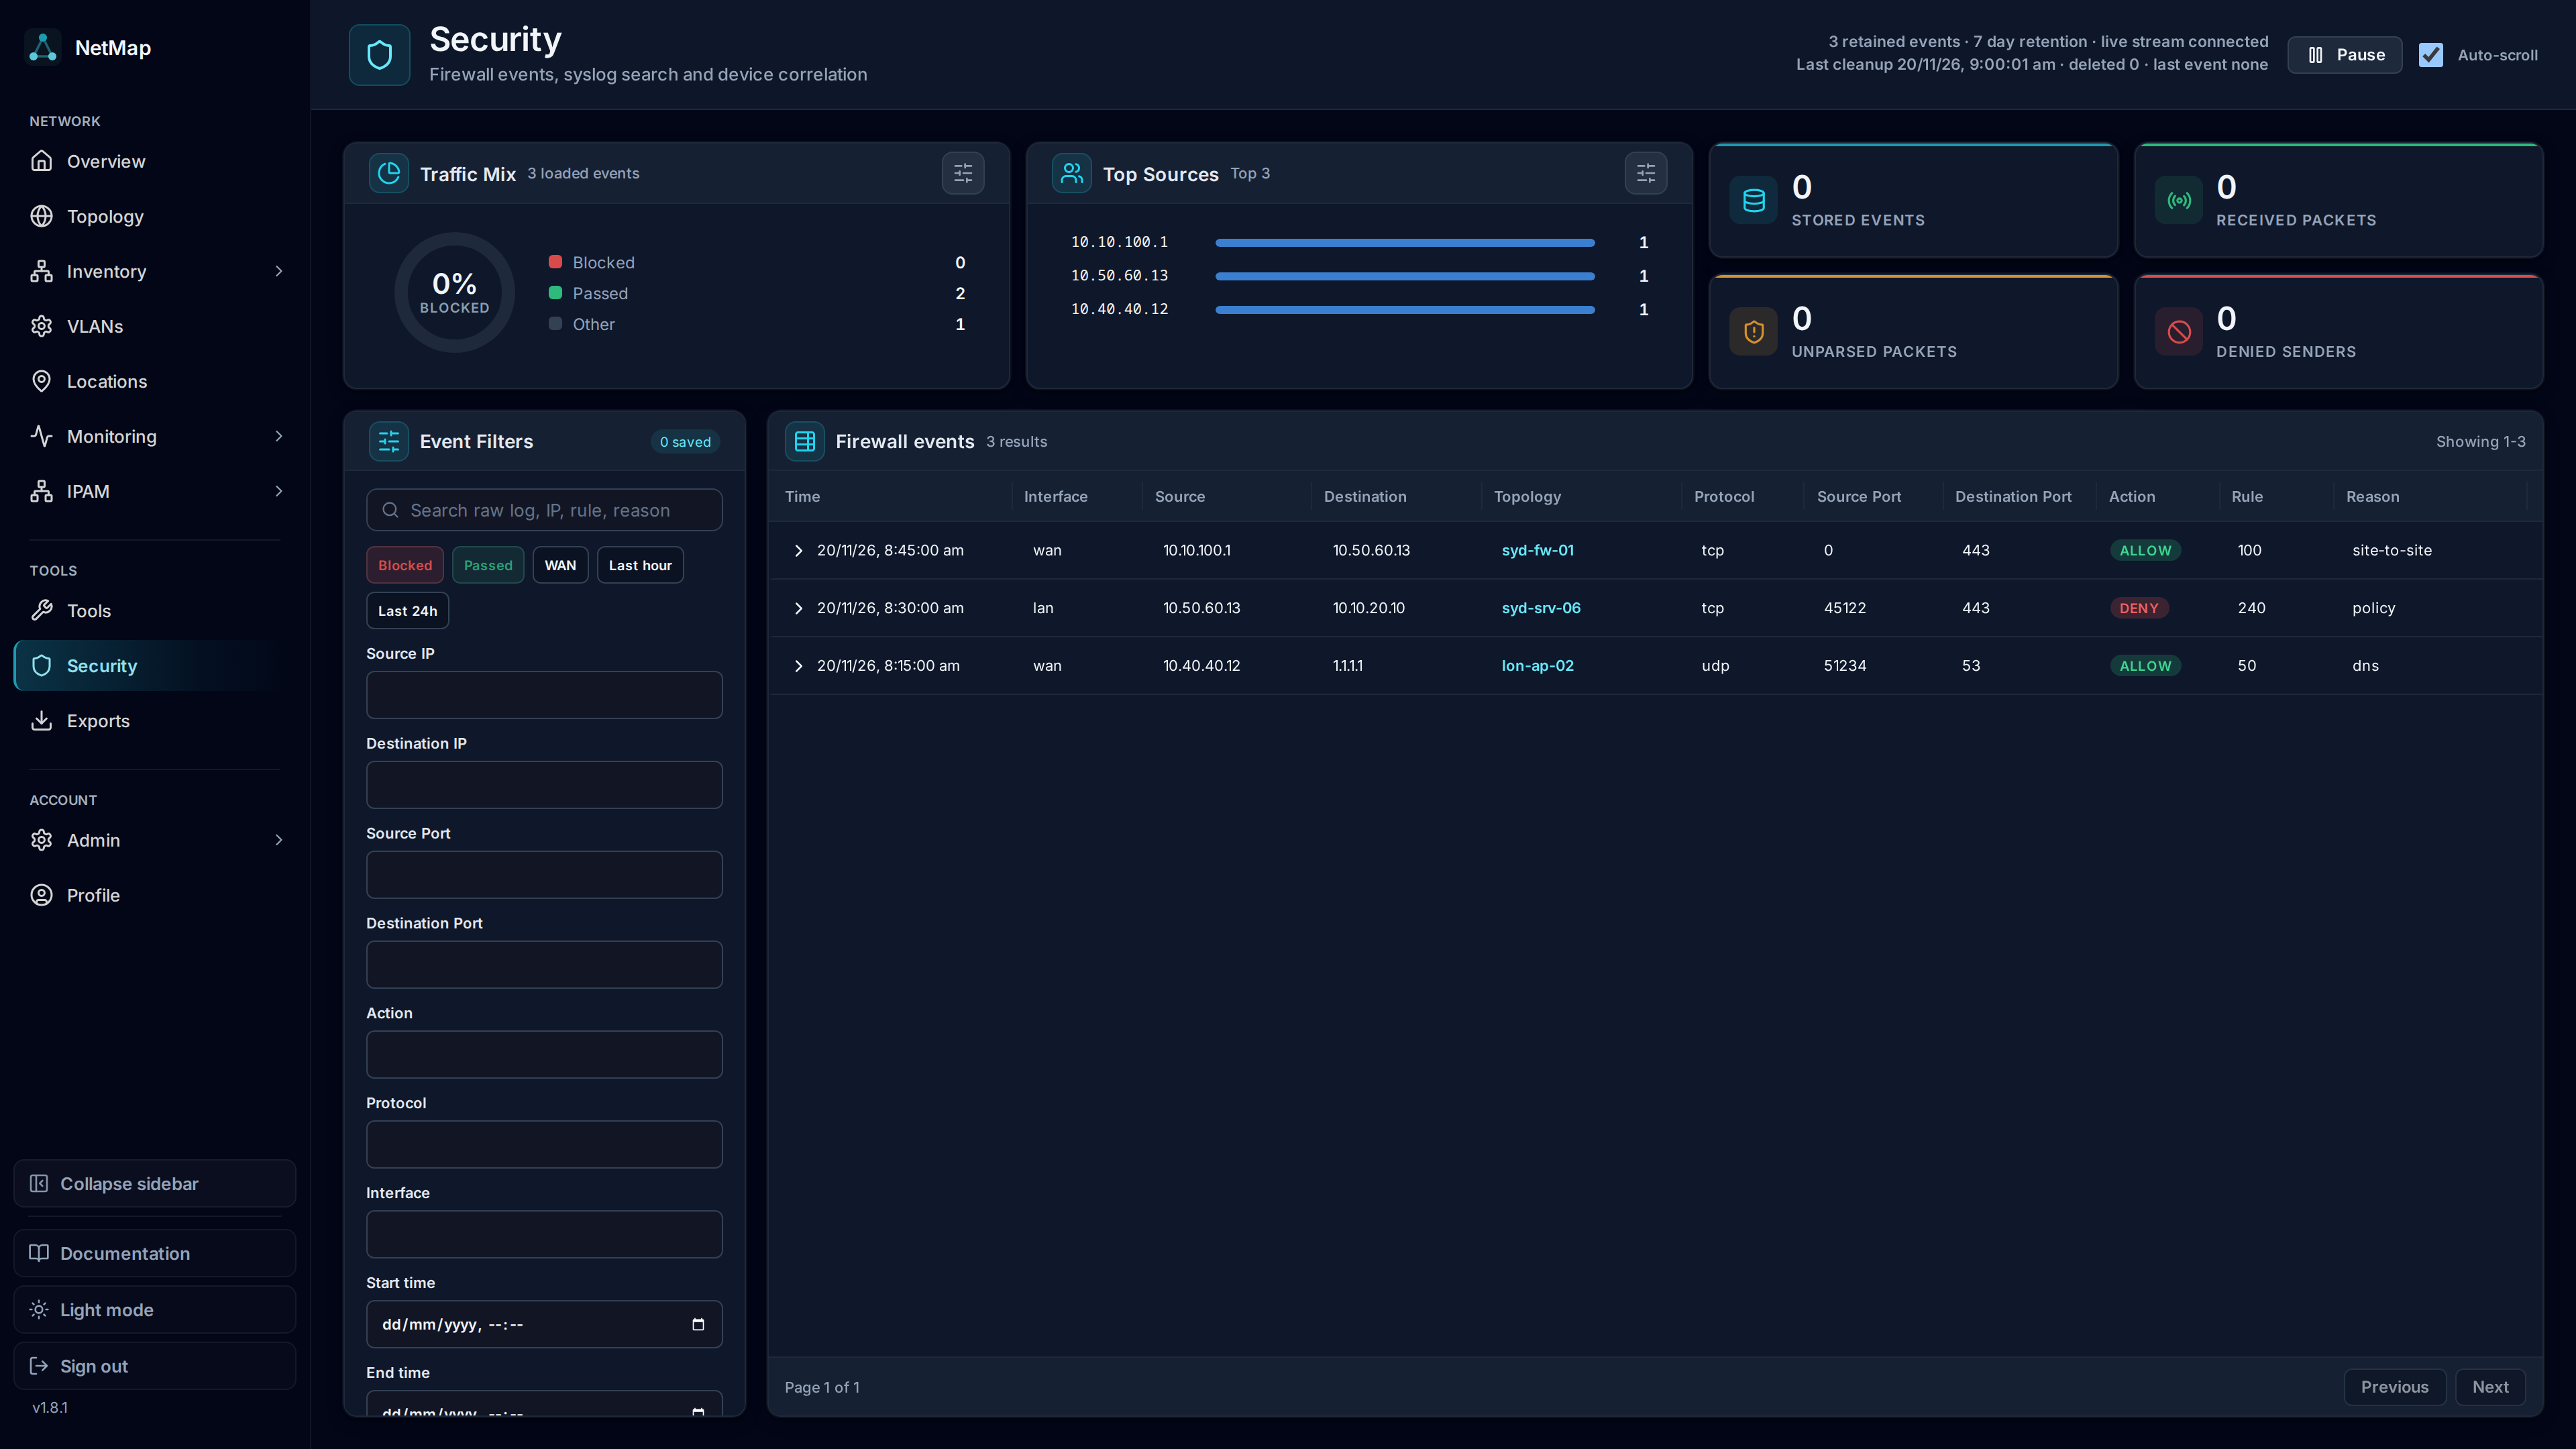 NetMap
NETWORK
Overview
Topology
Inventory
VLANs
Locations
Monitoring
IPAM
TOOLS
Tools
Security
Exports
ACCOUNT
Admin
Profile
Collapse sidebar
Documentation
Light mode
Sign out
v1.8.1
Security
Firewall events, syslog search and device correlation
3 retained events · 7 day retention · live stream connected
Last cleanup 20/11/26, 9:00:01 am · deleted 0 · last event none
Pause
Auto-scroll
Traffic Mix 3 loaded events
0%
BLOCKED
Blocked 0
Passed 2
Other 1
Top Sources Top 3
10.10.100.1 1
10.50.60.13 1
10.40.40.12 1
0
STORED EVENTS
0
RECEIVED PACKETS
0
UNPARSED PACKETS
0
DENIED SENDERS
Event Filters 0 saved
Search raw log, IP, rule, reason
Blocked Passed WAN Last hour
Last 24h
Source IP
Destination IP
Source Port
Destination Port
Action
Protocol
Interface
Start time
dd/mm/yyyy, --:--
End time
dd/mm/yyyy, --:--
Firewall events 3 results Showing 1-3
Time Interface Source Destination Topology Protocol Source Port Destination Port Action Rule Reason
20/11/26, 8:45:00 am wan 10.10.100.1 10.50.60.13 syd-fw-01 tcp 0 443 ALLOW 100 site-to-site
20/11/26, 8:30:00 am lan 10.50.60.13 10.10.20.10 syd-srv-06 tcp 45122 443 DENY 240 policy
20/11/26, 8:15:00 am wan 10.40.40.12 1.1.1.1 lon-ap-02 udp 51234 53 ALLOW 50 dns
Page 1 of 1 Previous Next